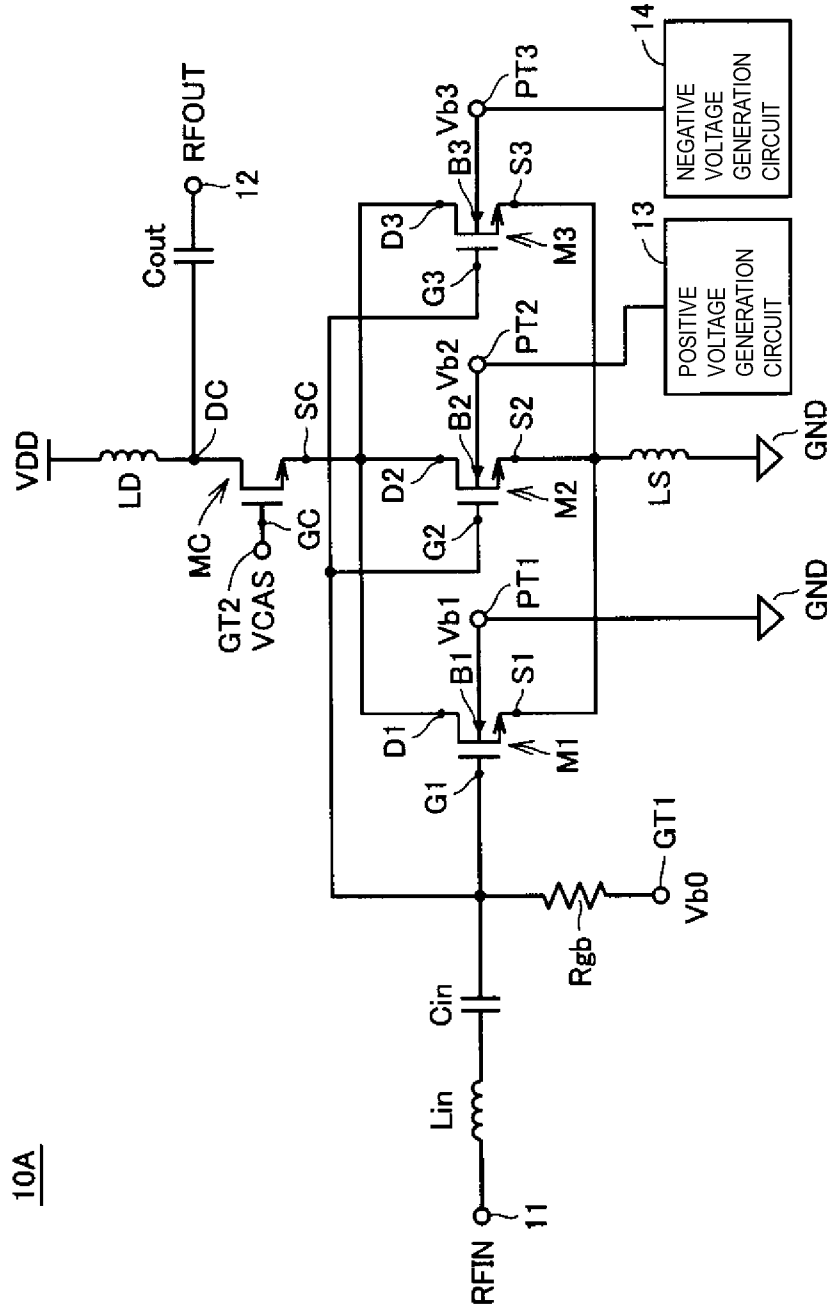 10A
VDD
LD
DC
Cout
RFOUT
12
MC
GT2
VCAS
GC
SC
D1
D2
D3
G1
G2
G3
B1
B2
B3
Vb1
Vb2
Vb3
PT1
PT2
PT3
M1
M2
M3
S1
S2
S3
RFIN
11
Lin
Cin
Rgb
GT1
Vb0
LS
GND
GND
13
POSITIVE
VOLTAGE
GENERATION
CIRCUIT
14
NEGATIVE
VOLTAGE
GENERATION
CIRCUIT